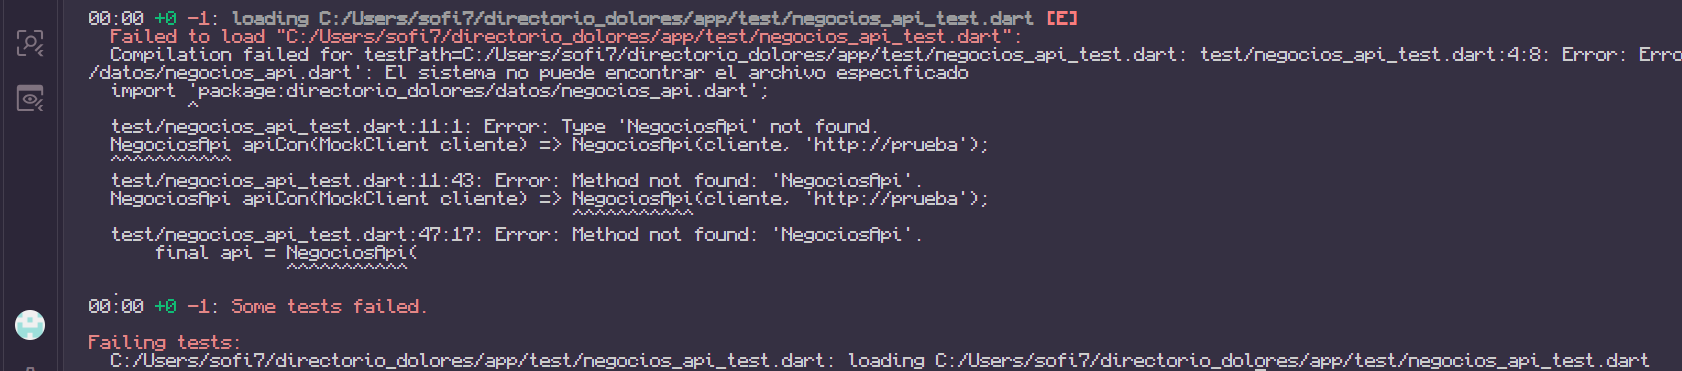 00:00 +0 -1: loading C:/Users/sofi7/directorio_dolores/app/test/negocios_api_test.dart [E]
Failed to load "C:/Users/sofi7/directorio_dolores/app/test/negocios_api_test.dart":
Compilation failed for testPath=C:/Users/sofi7/directorio_dolores/app/test/negocios_api_test.dart: test/negocios_api_test.dart:4:8: Error: Erro
/datos/negocios_api.dart': El sistema no puede encontrar el archivo especificado
import 'package:directorio_dolores/datos/negocios_api.dart';
^
test/negocios_api_test.dart:11:1: Error: Type 'NegociosApi' not found.
NegociosApi apiCon(MockClient cliente) => NegociosApi(cliente, 'http://prueba');
^^^^^^^^^^^
test/negocios_api_test.dart:11:43: Error: Method not found: 'NegociosApi'.
NegociosApi apiCon(MockClient cliente) => NegociosApi(cliente, 'http://prueba');
^^^^^^^^^^^
test/negocios_api_test.dart:47:17: Error: Method not found: 'NegociosApi'.
final api = NegociosApi(
^^^^^^^^^^^
.
00:00 +0 -1: Some tests failed.
Failing tests:
C:/Users/sofi7/directorio_dolores/app/test/negocios_api_test.dart: loading C:/Users/sofi7/directorio_dolores/app/test/negocios_api_test.dart